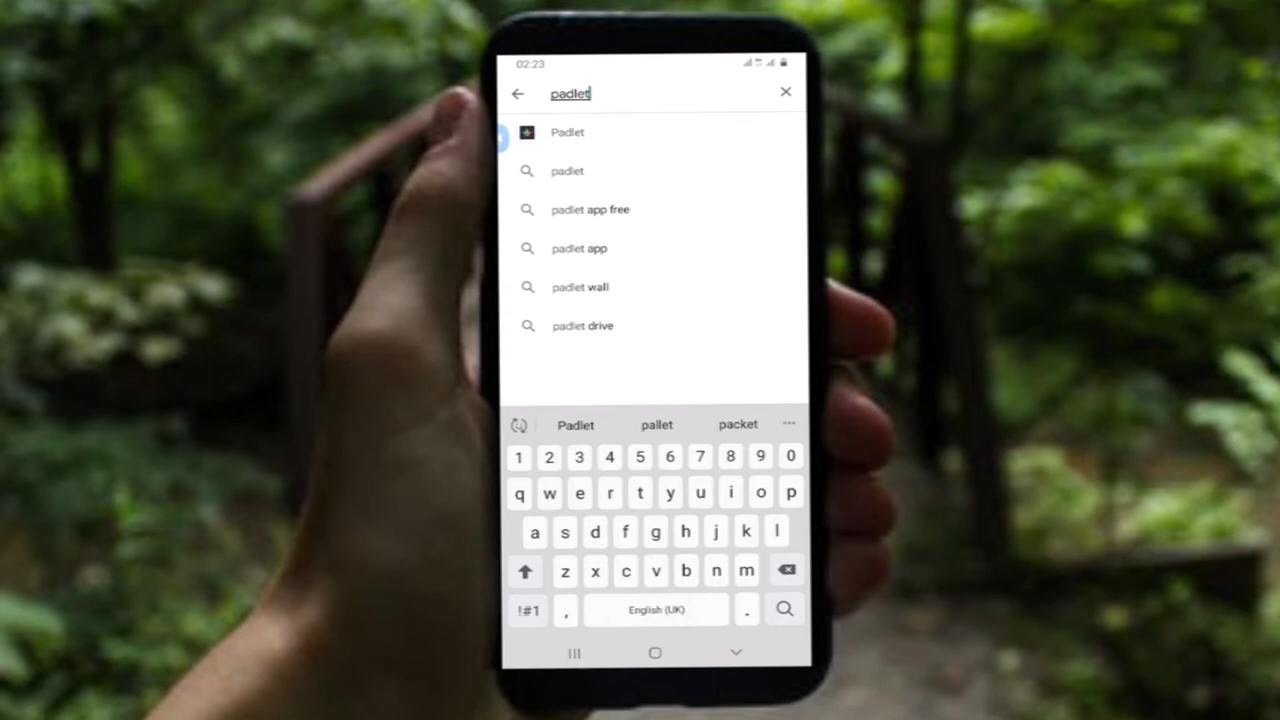 02:23
padlet
Padlet
padlet
padlet app free
padlet app
padlet wall
padlet drive
Padlet pallet packet
1 2 3 4 5 6 7 8 9 0
q w e r t y u i o p
a s d f g h j k l
z x c v b n m
!#1 , English (UK) .